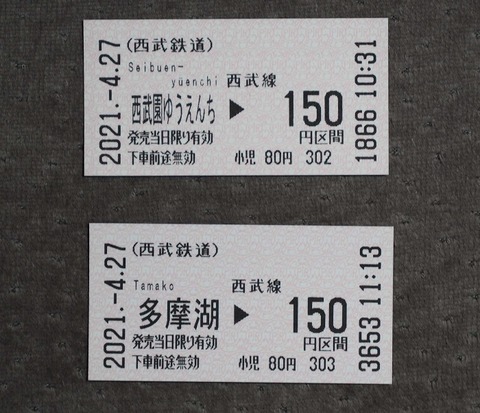 2021.-4.27
(西武鉄道)
Seibuen-
yūenchi 西武線
西武園ゆうえんち ▶ 150
発売当日限り有効 円区間
下車前途無効 小児 80円 302
1866 10:31
2021.-4.27
(西武鉄道)
Tamako 西武線
多摩湖 ▶ 150
発売当日限り有効 円区間
下車前途無効 小児 80円 303
3653 11:13